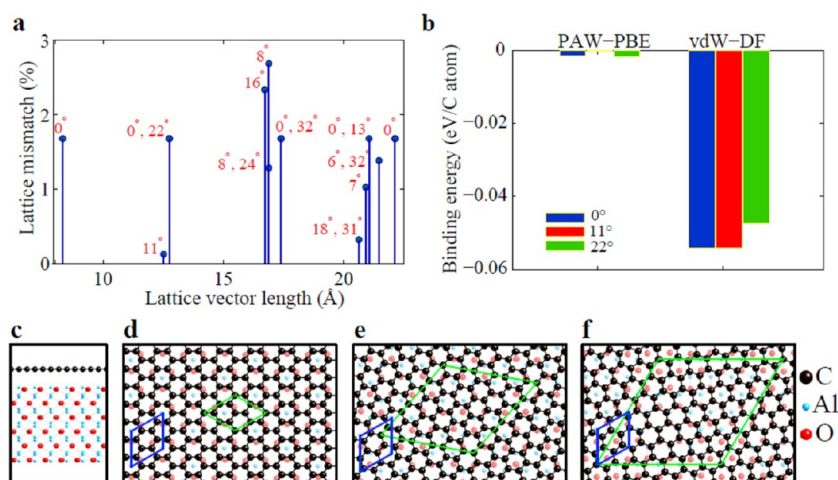 a
3
2
1
0
Lattice mismatch (%)
0°
0°, 22°
11°
8°
16°
8°, 24°
0°, 32°
0°, 13°
6°, 32°
7°
18°, 31°
0°
10
15
20
Lattice vector length (Å)
b
PAW−PBE
vdW−DF
0
−0.02
−0.04
−0.06
Binding energy (eV/C atom)
0°
11°
22°
c
d
e
f
C
Al
O